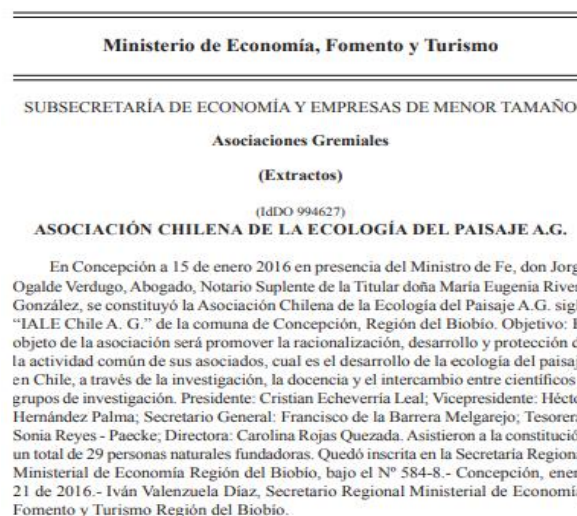 Ministerio de Economía, Fomento y Turismo
SUBSECRETARÍA DE ECONOMÍA Y EMPRESAS DE MENOR TAMAÑO
Asociaciones Gremiales
(Extractos)
(IdDO 994627)
ASOCIACIÓN CHILENA DE LA ECOLOGÍA DEL PAISAJE A.G.
En Concepción a 15 de enero 2016 en presencia del Ministro de Fe, don Jorg
Ogalde Verdugo, Abogado, Notario Suplente de la Titular doña María Eugenia River
González, se constituyó la Asociación Chilena de la Ecología del Paisaje A.G. sigl
“IALE Chile A. G.” de la comuna de Concepción, Región del Biobío. Objetivo: E
objeto de la asociación será promover la racionalización, desarrollo y protección d
la actividad común de sus asociados, cual es el desarrollo de la ecología del paisaj
en Chile, a través de la investigación, la docencia y el intercambio entre científicos
grupos de investigación. Presidente: Cristian Echeverría Leal; Vicepresidente: Hécto
Hernández Palma; Secretario General: Francisco de la Barrera Melgarejo; Tesorera
Sonia Reyes - Paecke; Directora: Carolina Rojas Quezada. Asistieron a la constitució
un total de 29 personas naturales fundadoras. Quedó inscrita en la Secretaría Regiona
Ministerial de Economía Región del Biobío, bajo el Nº 584-8.- Concepción, ener
21 de 2016.- Iván Valenzuela Díaz, Secretario Regional Ministerial de Economí
Fomento y Turismo Región del Biobío.